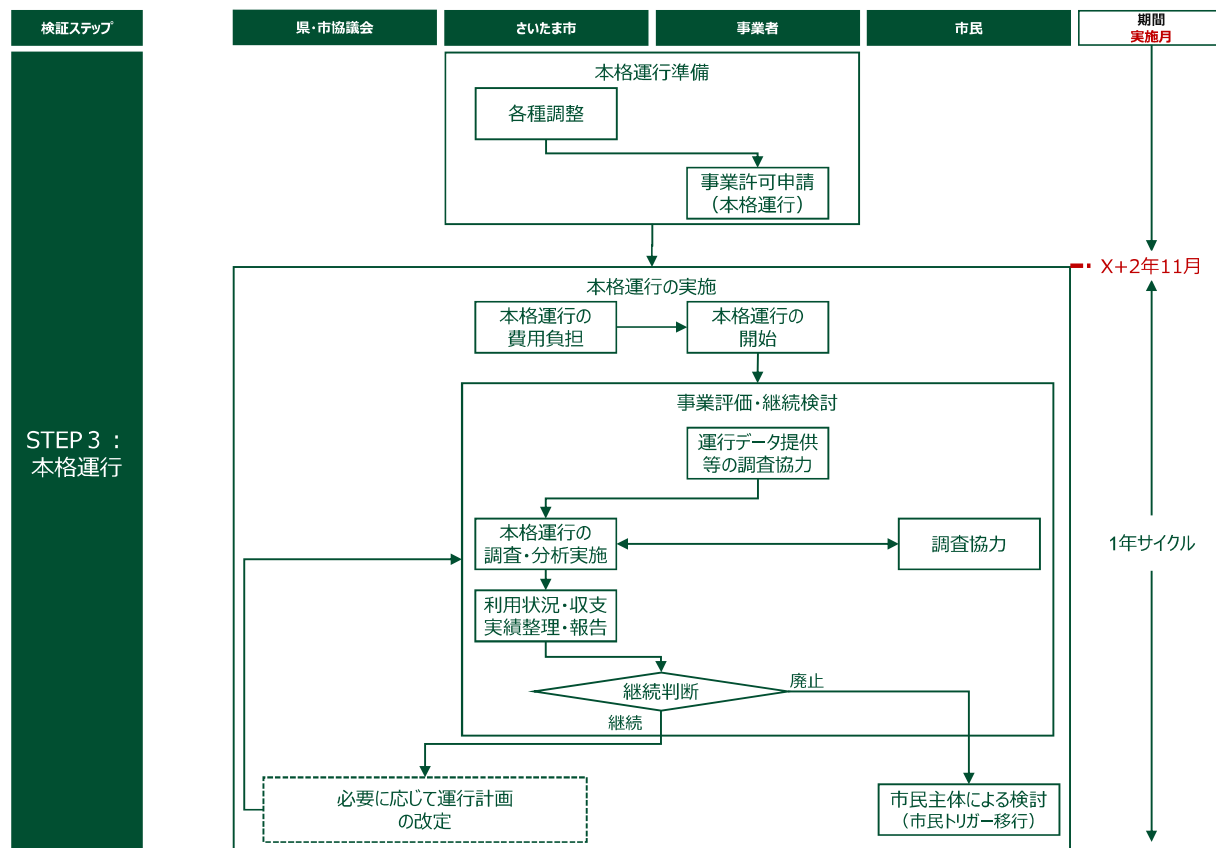 検証ステップ
県・市協議会
さいたま市
事業者
市民
期間
実施月
本格運行準備
各種調整
事業許可申請
（本格運行）
X+2年11月
本格運行の実施
本格運行の
費用負担
本格運行の
開始
事業評価・継続検討
運行データ提供
等の調査協力
STEP３：
本格運行
本格運行の
調査・分析実施
調査協力
1年サイクル
利用状況・収支
実績整理・報告
継続判断
廃止
継続
必要に応じて運行計画
の改定
市民主体による検討
（市民トリガー移行）